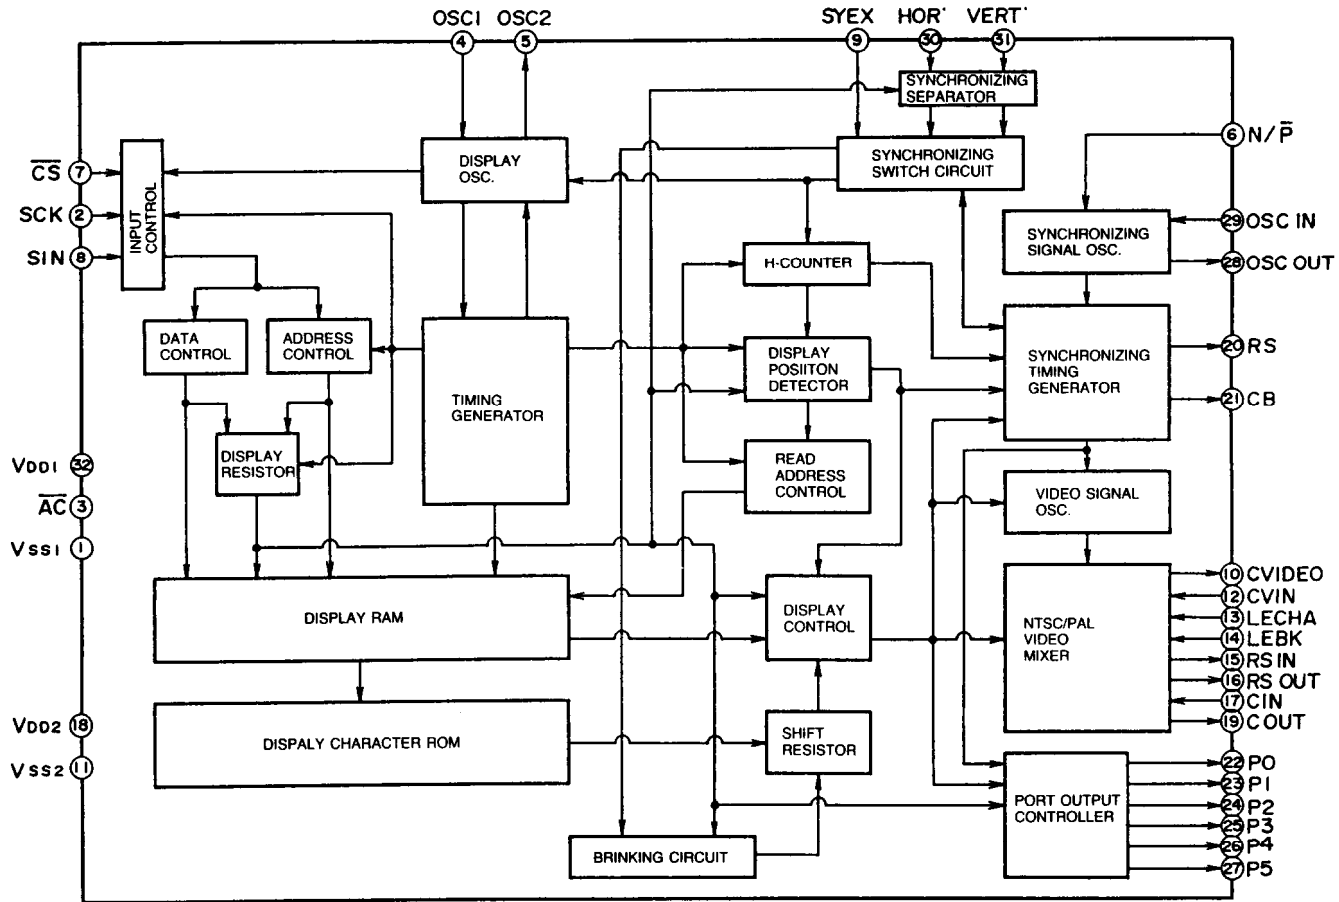 OSC1 OSC2 SYEX HOR' VERT'
4 5 9 30 31
SYNCHRONIZING
SEPARATOR
6 N/P̅
DISPLAY
OSC.
SYNCHRONIZING
SWITCH CIRCUIT
C̅S̅ 7
SCK 2
SIN 8
INPUT
CONTROL
SYNCHRONIZING
SIGNAL OSC.
29 OSC IN
28 OSC OUT
H-COUNTER
DATA
CONTROL
ADDRESS
CONTROL
TIMING
GENERATOR
DISPLAY
POSIITON
DETECTOR
SYNCHRONIZING
TIMING
GENERATOR
20 RS
21 CB
DISPLAY
RESISTOR
READ
ADDRESS
CONTROL
VIDEO SIGNAL
OSC.
VDD1 32
A̅C̅ 3
VSS1 1
DISPLAY RAM
DISPLAY
CONTROL
NTSC/PAL
VIDEO
MIXER
10 CVIDEO
12 CVIN
13 LECHA
14 LEBK
15 RS IN
16 RS OUT
17 CIN
19 COUT
VDD2 18
VSS2 11
DISPALY CHARACTER ROM
SHIFT
RESISTOR
PORT OUTPUT
CONTROLLER
22 P0
23 P1
24 P2
25 P3
26 P4
27 P5
BRINKING CIRCUIT